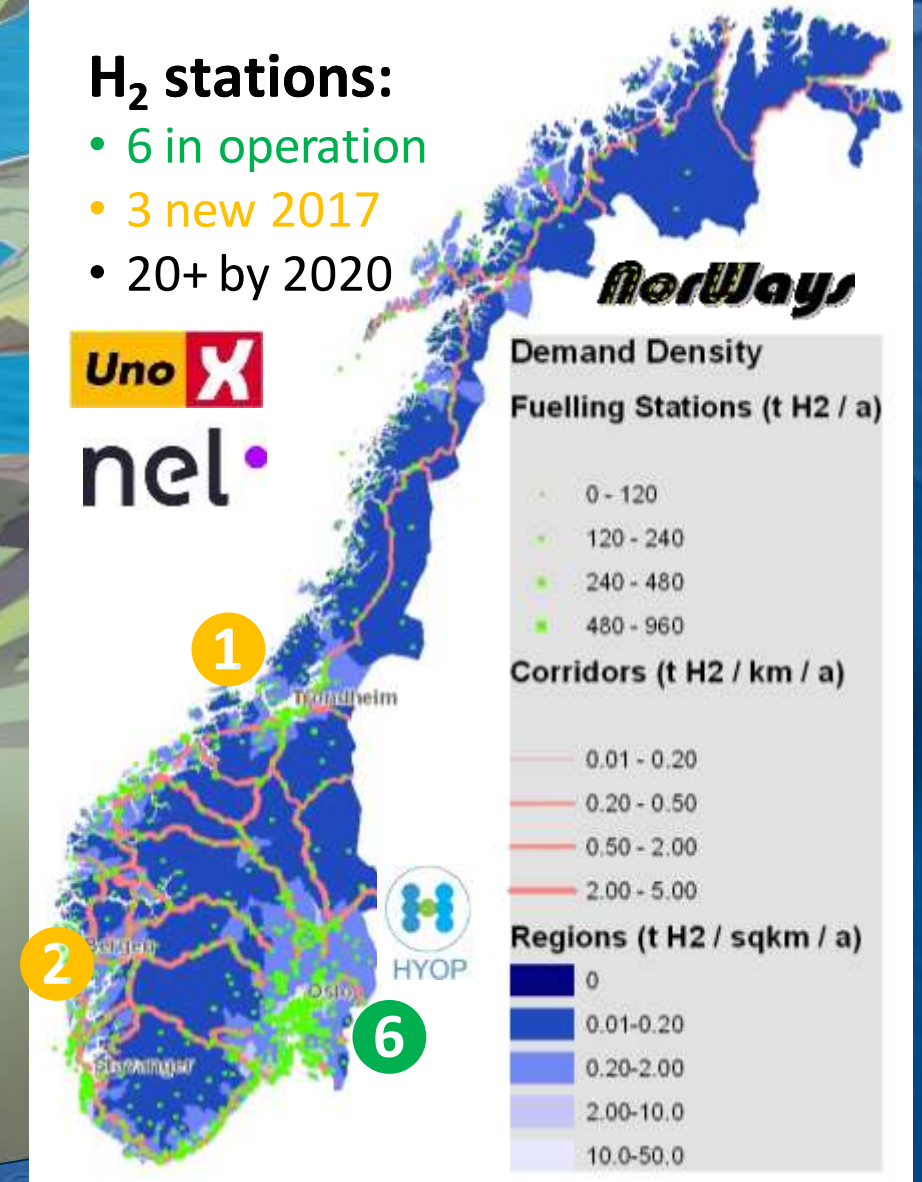 H₂ stations:
• 6 in operation
• 3 new 2017
• 20+ by 2020
NorWays
Uno X
nel
Demand Density
Fuelling Stations (t H2 / a)
0 - 120
120 - 240
240 - 480
480 - 960
Corridors (t H2 / km / a)
0.01 - 0.20
0.20 - 0.50
0.50 - 2.00
2.00 - 5.00
Regions (t H2 / sqkm / a)
0
0.01-0.20
0.20-2.00
2.00-10.0
10.0-50.0
1
Trondheim
HYOP
Bergen
2
Oslo
6
Stavanger